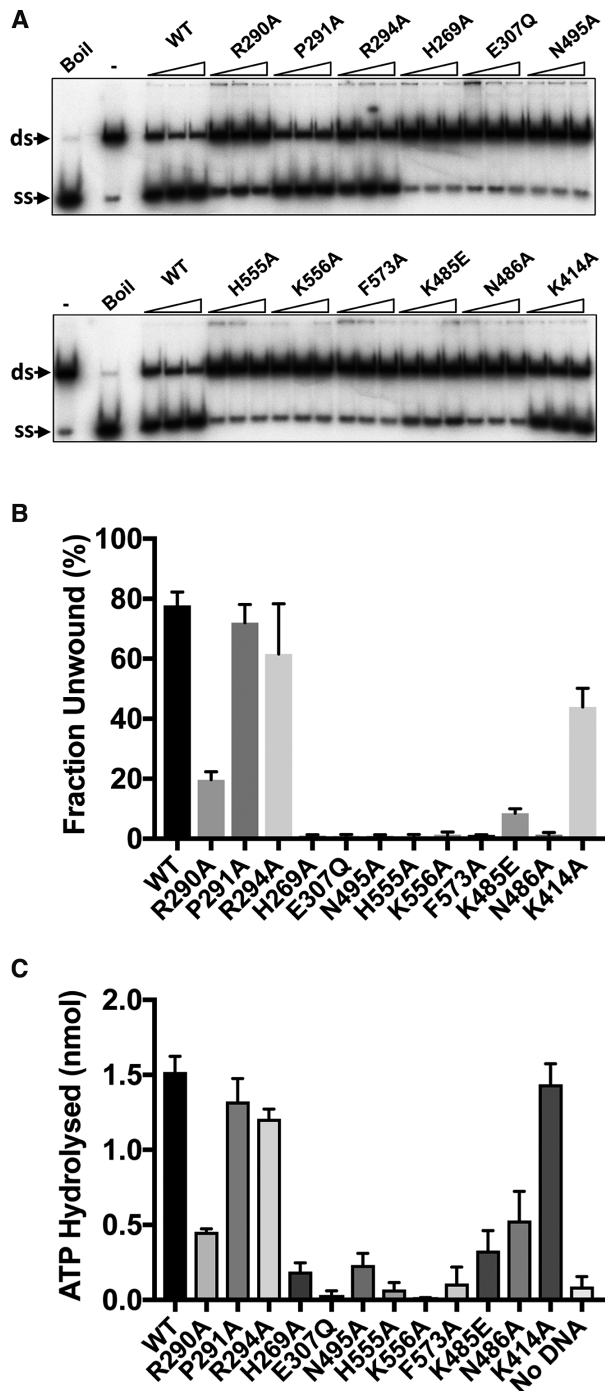 A
Boil - WT R290A P291A R294A H269A E307Q N495A
ds
ss
- Boil WT H555A K556A F573A K485E N486A K414A
ds
ss
B
Fraction Unwound (%)
100
80
60
40
20
0
WT R290A P291A R294A H269A E307Q N495A H555A K556A F573A K485E N486A K414A
C
ATP Hydrolysed (nmol)
2.0
1.5
1.0
0.5
0.0
WT R290A P291A R294A H269A E307Q N495A H555A K556A F573A K485E N486A K414A No DNA